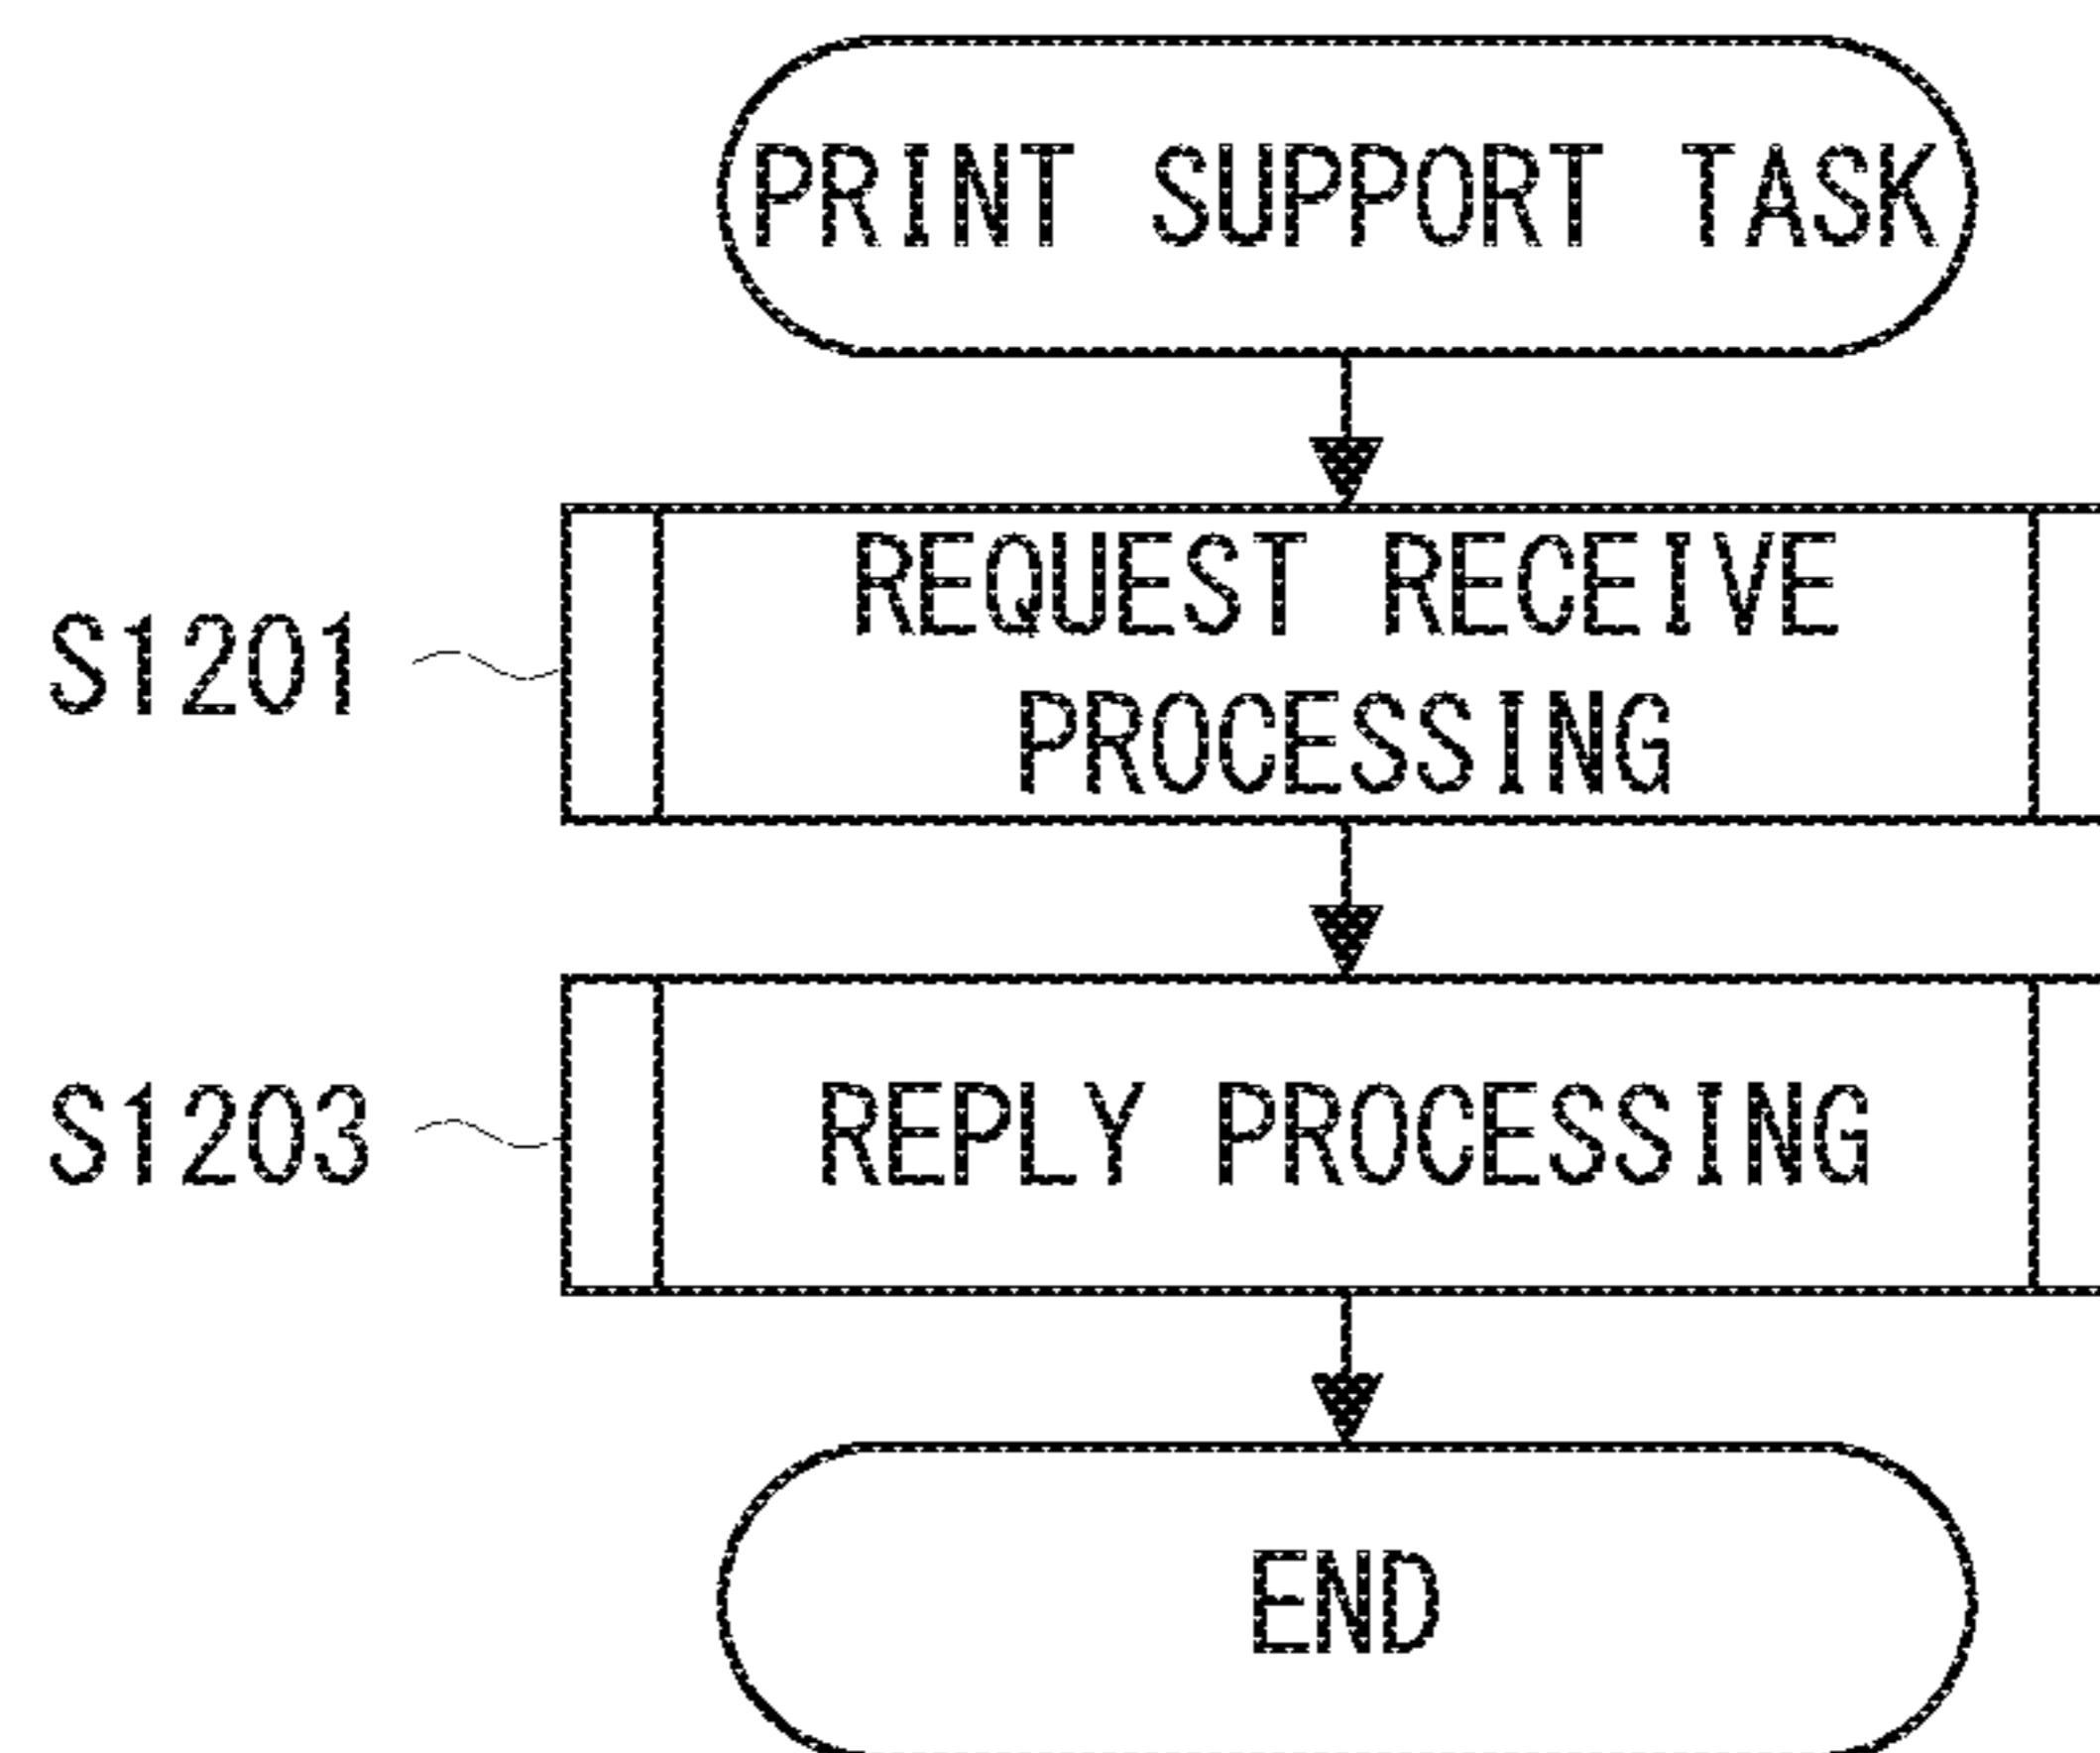 PRINT SUPPORT TASK
REQUEST RECEIVE
PROCESSING
S1201
REPLY PROCESSING
S1203
END